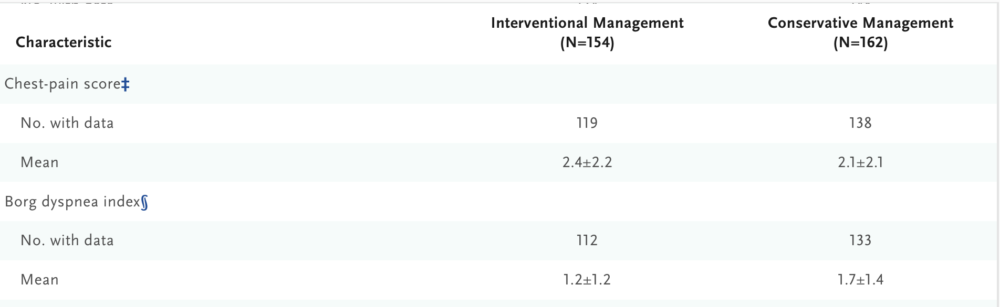 Interventional Management Conservative Management
Characteristic (N=154) (N=162)
Chest-pain score‡
No. with data 119 138
Mean 2.4±2.2 2.1±2.1
Borg dyspnea index§
No. with data 112 133
Mean 1.2±1.2 1.7±1.4